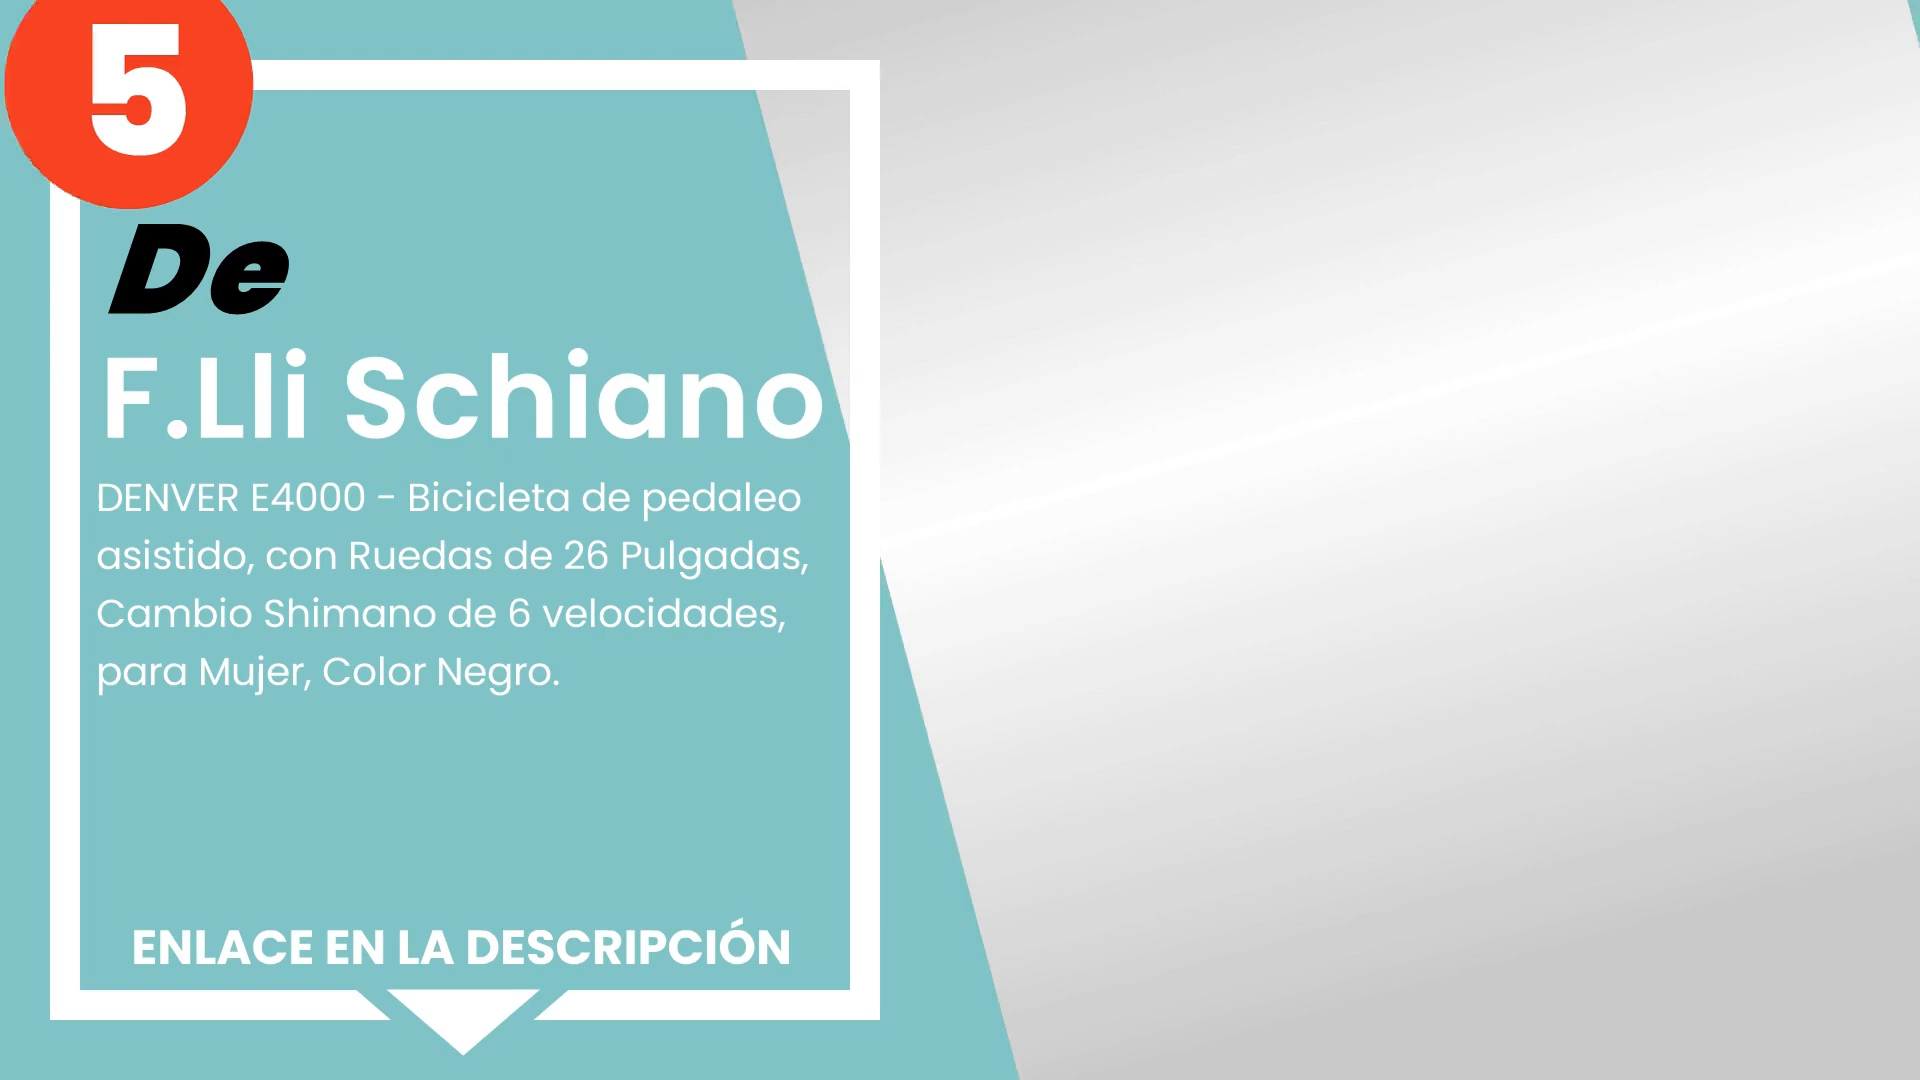 5
De
F.Lli Schiano
DENVER E4000 - Bicicleta de pedaleo
asistido, con Ruedas de 26 Pulgadas,
Cambio Shimano de 6 velocidades,
para Mujer, Color Negro.
ENLACE EN LA DESCRIPCIÓN